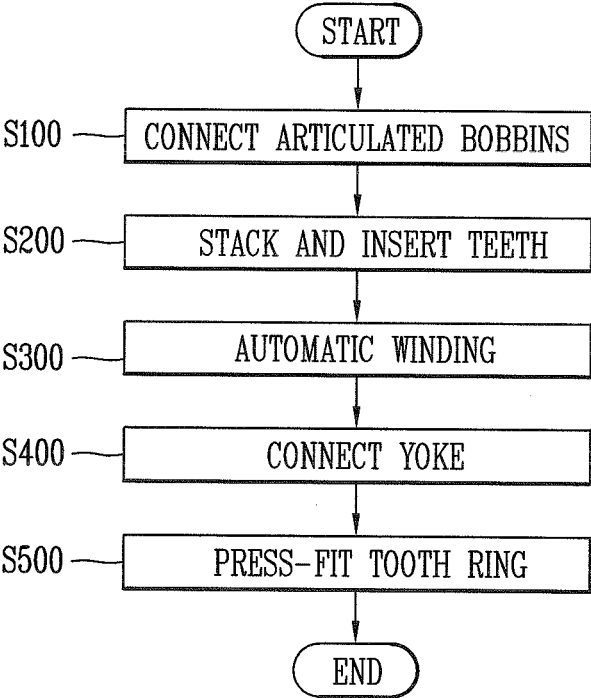 START
S100 CONNECT ARTICULATED BOBBINS
S200 STACK AND INSERT TEETH
S300 AUTOMATIC WINDING
S400 CONNECT YOKE
S500 PRESS-FIT TOOTH RING
END